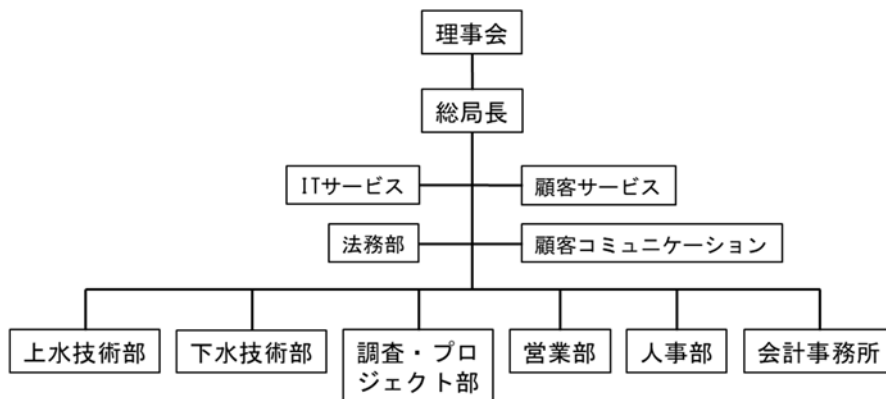 理事会
総局長
ITサービス
顧客サービス
法務部
顧客コミュニケーション
上水技術部
下水技術部
調査・プロ
ジェクト部
営業部
人事部
会計事務所